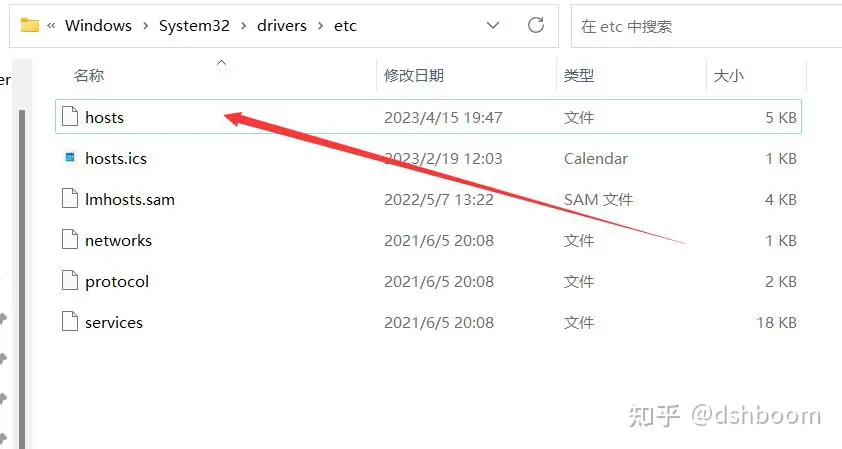 « Windows › System32 › drivers › etc 在 etc 中搜索
er 名称 修改日期 类型 大小
hosts 2023/4/15 19:47 文件 5 KB
hosts.ics 2023/2/19 12:03 Calendar 1 KB
lmhosts.sam 2022/5/7 13:22 SAM 文件 4 KB
networks 2021/6/5 20:08 文件 1 KB
protocol 2021/6/5 20:08 文件 2 KB
services 2021/6/5 20:08 文件 18 KB
知乎 @dshboom